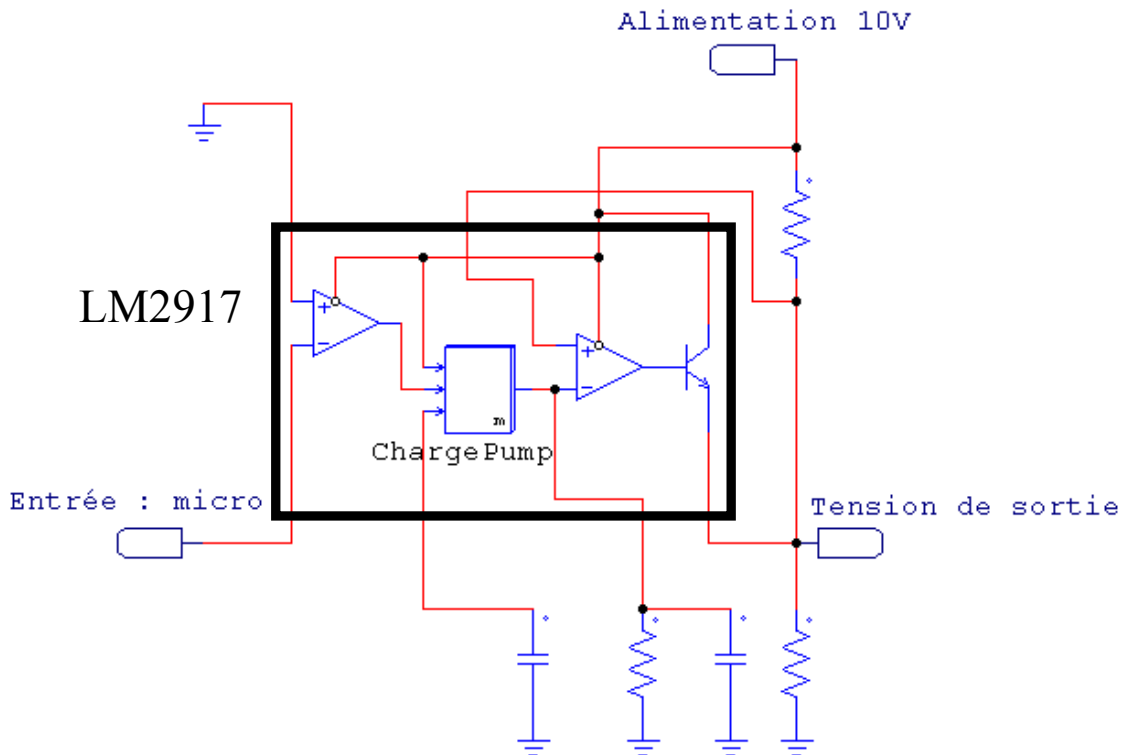 Alimentation 10V
LM2917
+
-
m
+
-
ChargePump
Entrée : micro
Tension de sortie